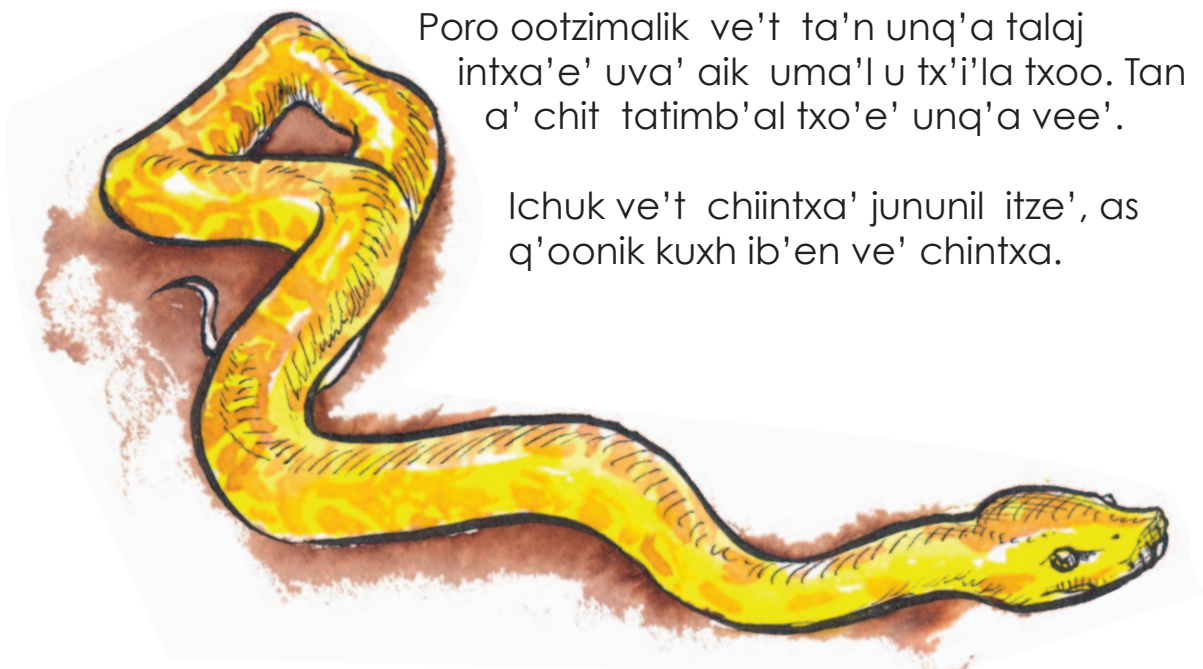 Poro ootzimalik ve't ta'n unq'a talaj
intxa'e' uva' aik uma'l u tx'i'la txoo. Tan
a' chit tatimb'al txo'e' unq'a vee'.
Ichuk ve't chiintxa' jununil itze', as
q'oonik kuxh ib'en ve' chintxa.